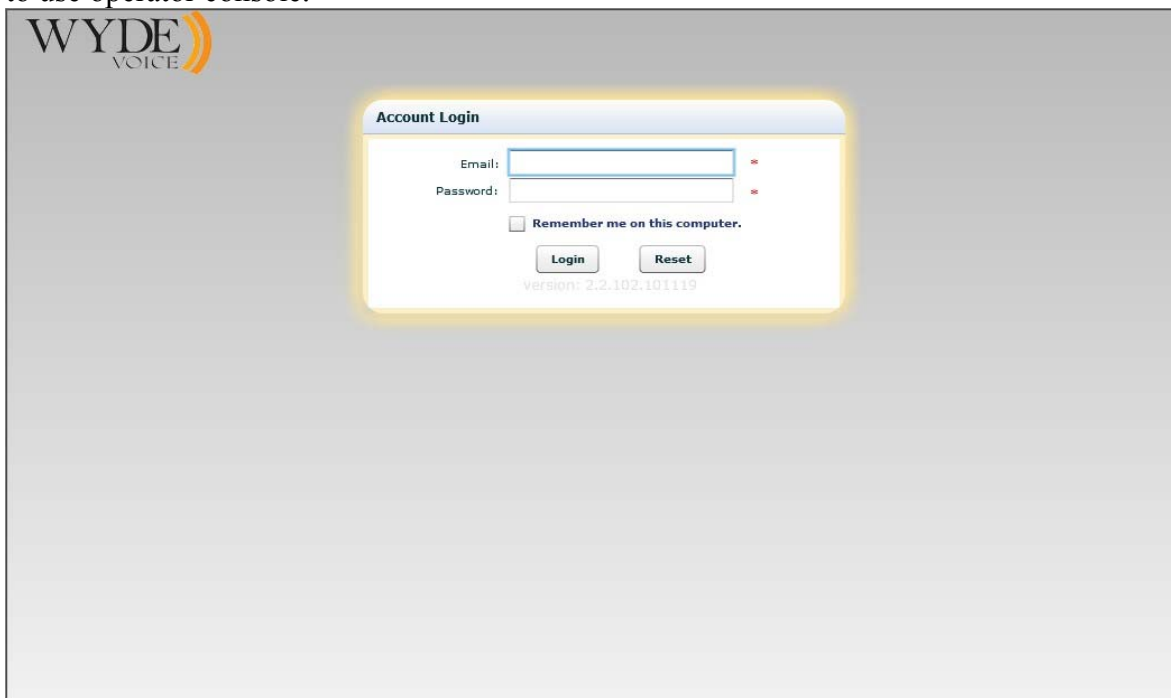 to use operator console.
WYDE
VOICE
Account Login
Email: *
Password: *
Remember me on this computer.
Login Reset
version: 2.2.102.101119